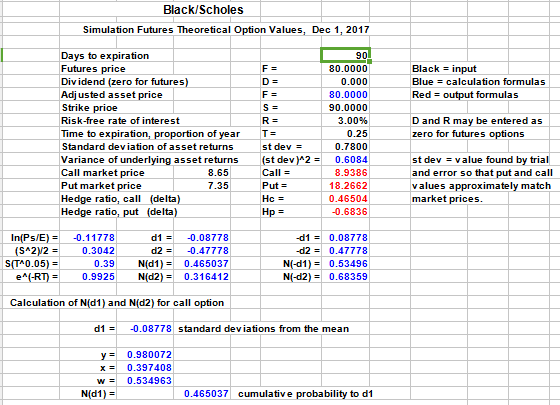 Black/Scholes
Simulation Futures Theoretical Option Values, Dec 1, 2017
Days to expiration 90
Futures price F = 80.0000 Black = input
Dividend (zero for futures) D = 0.000 Blue = calculation formulas
Adjusted asset price F = 80.0000 Red = output formulas
Strike price S = 90.0000
Risk-free rate of interest R = 3.00% D and R may be entered as
Time to expiration, proportion of year T = 0.25 zero for futures options
Standard deviation of asset returns st dev = 0.7800
Variance of underlying asset returns (st dev)^2 = 0.6084 st dev = value found by trial
Call market price 8.65 Call = 8.9386 and error so that put and call
Put market price 7.35 Put = 18.2662 values approximately match
Hedge ratio, call (delta) Hc = 0.46504 market prices.
Hedge ratio, put (delta) Hp = -0.6836
ln(Ps/E) = -0.11778 d1 = -0.08778 -d1 = 0.08778
(S^2)/2 = 0.3042 d2 = -0.47778 -d2 = 0.47778
S(T^0.05) = 0.39 N(d1) = 0.465037 N(-d1) = 0.53496
e^(-RT) = 0.9925 N(d2) = 0.316412 N(-d2) = 0.68359
Calculation of N(d1) and N(d2) for call option
d1 = -0.08778 standard deviations from the mean
y = 0.980072
x = 0.397408
w = 0.534963
N(d1) = 0.465037 cumulative probability to d1